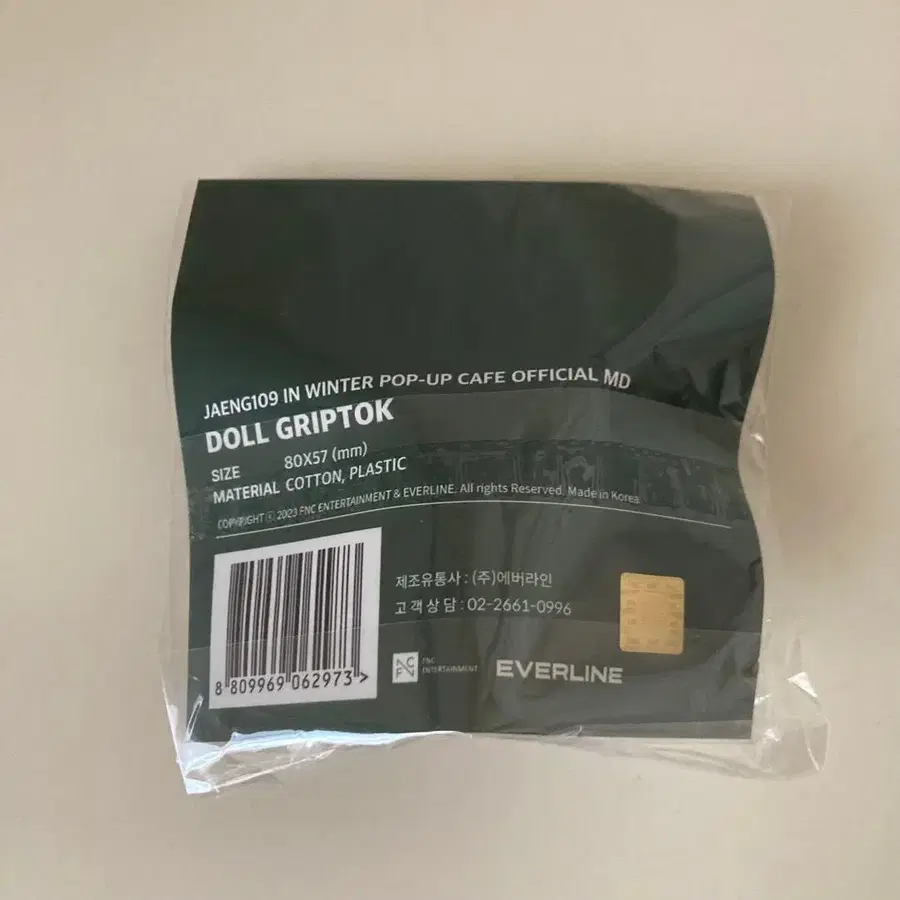 JAENG109 IN WINTER POP-UP CAFE OFFICIAL MD
DOLL GRIPTOK
SIZE 80X57 (mm)
MATERIAL COTTON, PLASTIC
COPYRIGHT ⓒ 2023 FNC ENTERTAINMENT & EVERLINE. All rights Reserved. Made in Korea.
제조유통사 : (주)에버라인
고객상담 : 02-2661-0996
8 809969 062973 >
FNC
ENTERTAINMENT
EVERLINE